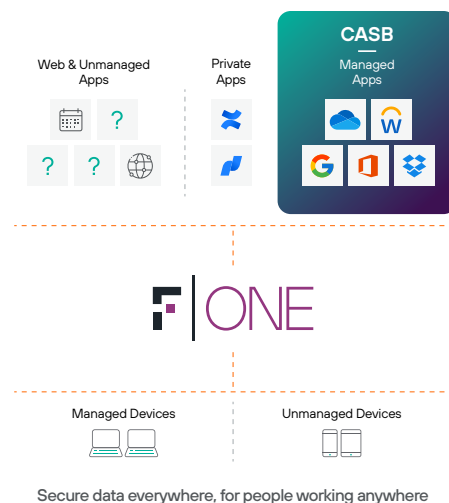 CASB
Web & Unmanaged
Apps
Private
Apps
Managed
Apps
?
W
? ?
G
F|ONE
Managed Devices
Unmanaged Devices
Secure data everywhere, for people working anywhere